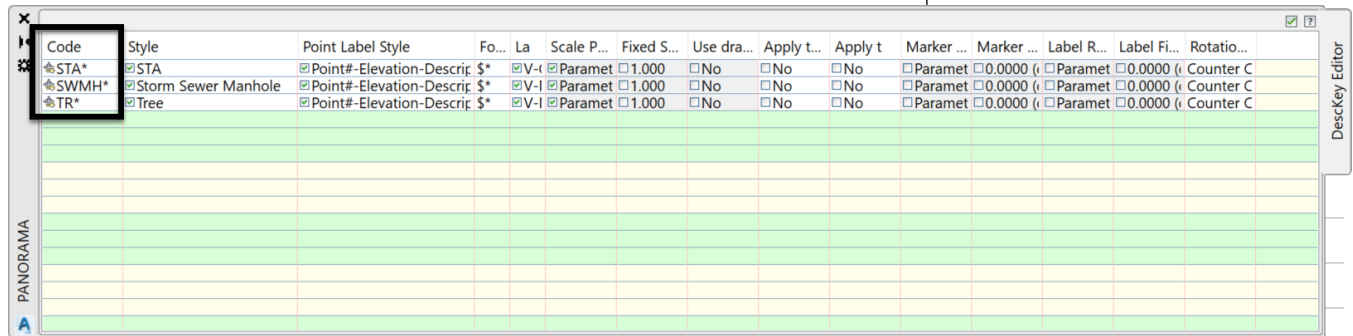 Code Style Point Label Style Fo... La Scale P... Fixed S... Use dra... Apply t... Apply t Marker ... Marker ... Label R... Label Fi... Rotatio...
STA* STA Point#-Elevation-Descrip $* V-( Paramet 1.000 No No No Paramet 0.0000 (( Paramet 0.0000 (( Counter C
SWMH* Storm Sewer Manhole Point#-Elevation-Descrip $* V-I Paramet 1.000 No No No Paramet 0.0000 (( Paramet 0.0000 (( Counter C
TR* Tree Point#-Elevation-Descrip $* V-I Paramet 1.000 No No No Paramet 0.0000 (( Paramet 0.0000 (( Counter C
DescKey Editor
PANORAMA